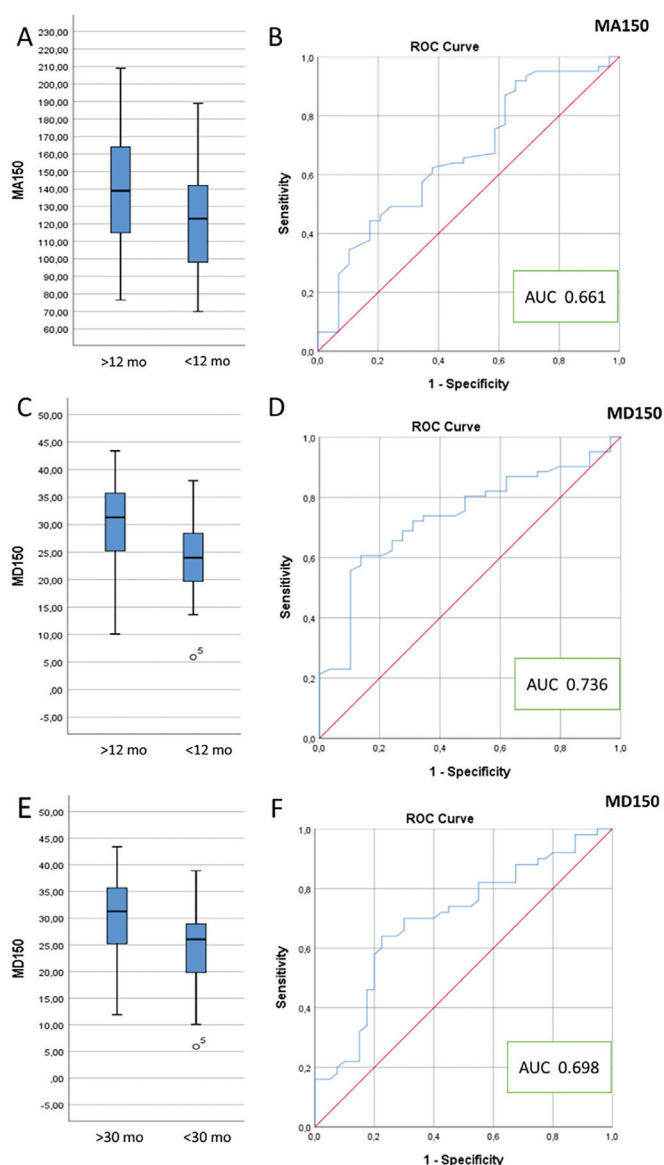 A
MA150
230,00
220,00
210,00
200,00
190,00
180,00
170,00
160,00
150,00
140,00
130,00
120,00
110,00
100,00
90,00
80,00
70,00
60,00
>12 mo <12 mo
B
MA150
ROC Curve
Sensitivity
1,0
0,8
0,6
0,4
0,2
0,0
0,0 0,2 0,4 0,6 0,8 1,0
1 - Specificity
AUC 0.661
C
MD150
50,00
45,00
40,00
35,00
30,00
25,00
20,00
15,00
10,00
5,00
,00
-5,00
5
>12 mo <12 mo
D
MD150
ROC Curve
Sensitivity
1,0
0,8
0,6
0,4
0,2
0,0
0,0 0,2 0,4 0,6 0,8 1,0
1 - Specificity
AUC 0.736
E
MD150
50,00
45,00
40,00
35,00
30,00
25,00
20,00
15,00
10,00
5,00
,00
-5,00
5
>30 mo <30 mo
F
MD150
ROC Curve
Sensitivity
1,0
0,8
0,6
0,4
0,2
0,0
0,0 0,2 0,4 0,6 0,8 1,0
1 - Specificity
AUC 0.698